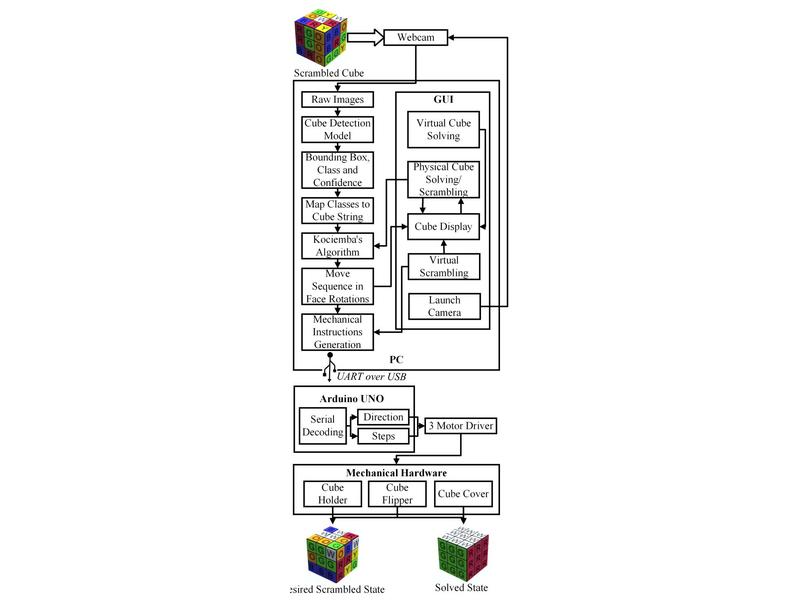 Webcam
Scrambled Cube
Raw Images
GUI
Cube Detection
Model
Virtual Cube
Solving
Bounding Box,
Class and
Confidence
Physical Cube
Solving/
Scrambling
Map Classes to
Cube String
Cube Display
Kociemba's
Algorithm
Virtual
Scrambling
Move
Sequence in
Face Rotations
Launch
Camera
Mechanical
Instructions
Generation
PC
UART over USB
Arduino UNO
Serial
Decoding
Direction
Steps
3 Motor Driver
Mechanical Hardware
Cube
Holder
Cube
Flipper
Cube Cover
esired Scrambled State
Solved State